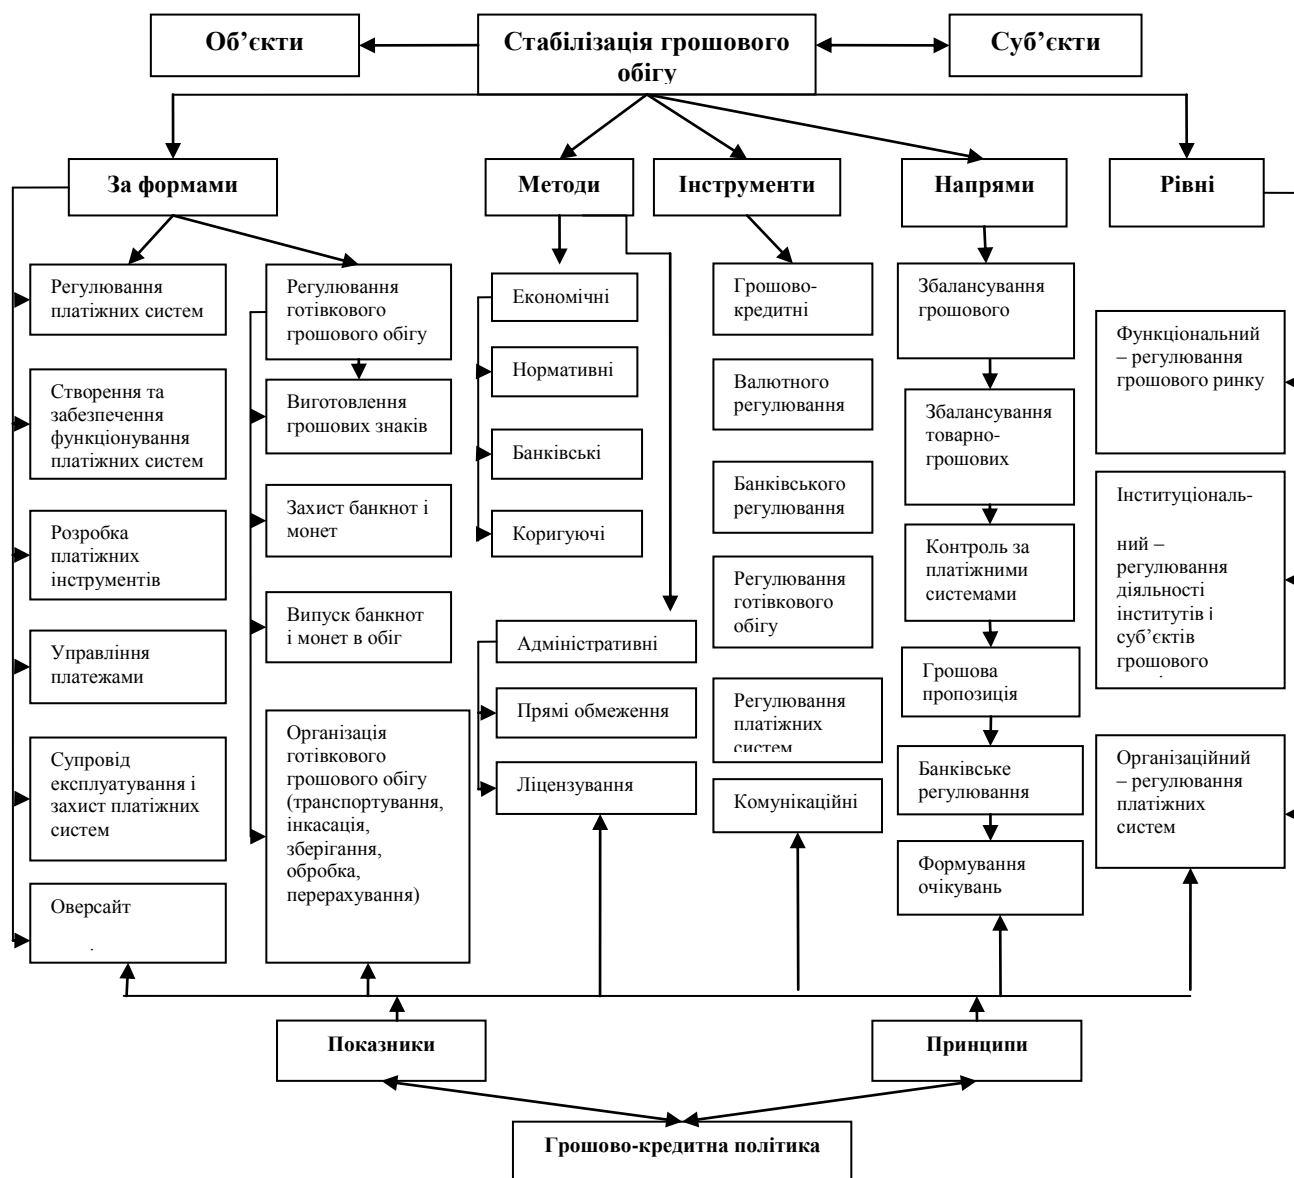 Об’єкти
Стабілізація грошового
обігу
Суб’єкти
За формами
Методи
Інструменти
Напрями
Рівні
Регулювання
платіжних систем
Створення та
забезпечення
функціонування
платіжних систем
Розробка
платіжних
інструментів
Управління
платежами
Супровід
експлуатування і
захист платіжних
систем
Оверсайт
Регулювання
готівкового
грошового обігу
Виготовлення
грошових знаків
Захист банкнот і
монет
Випуск банкнот
і монет в обіг
Організація
готівкового
грошового обігу
(транспортування,
інкасація,
зберігання,
обробка,
перерахування)
Економічні
Нормативні
Банківські
Коригуючі
Адміністративні
Прямі обмеження
Ліцензування
Грошово-
кредитні
Валютного
регулювання
Банківського
регулювання
Регулювання
готівкового
обігу
Регулювання
платіжних
систем
Комунікаційні
Збалансування
грошового
Збалансування
товарно-
грошових
Контроль за
платіжними
системами
Грошова
пропозиція
Банківське
регулювання
Формування
очікувань
Функціональний
– регулювання
грошового ринку
Інституціональ-
ний –
регулювання
діяльності
інститутів і
суб’єктів
грошового
Організаційний
– регулювання
платіжних
систем
Показники
Принципи
Грошово-кредитна політика